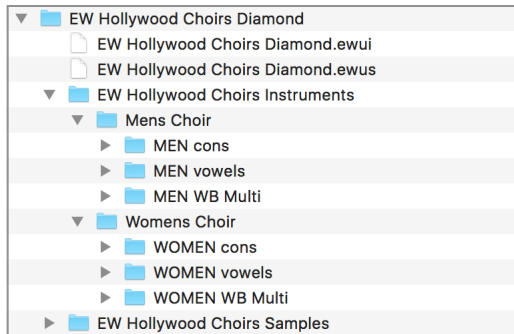 EW Hollywood Choirs Diamond
EW Hollywood Choirs Diamond.ewui
EW Hollywood Choirs Diamond.ewus
EW Hollywood Choirs Instruments
Mens Choir
MEN cons
MEN vowels
MEN WB Multi
Womens Choir
WOMEN cons
WOMEN vowels
WOMEN WB Multi
EW Hollywood Choirs Samples